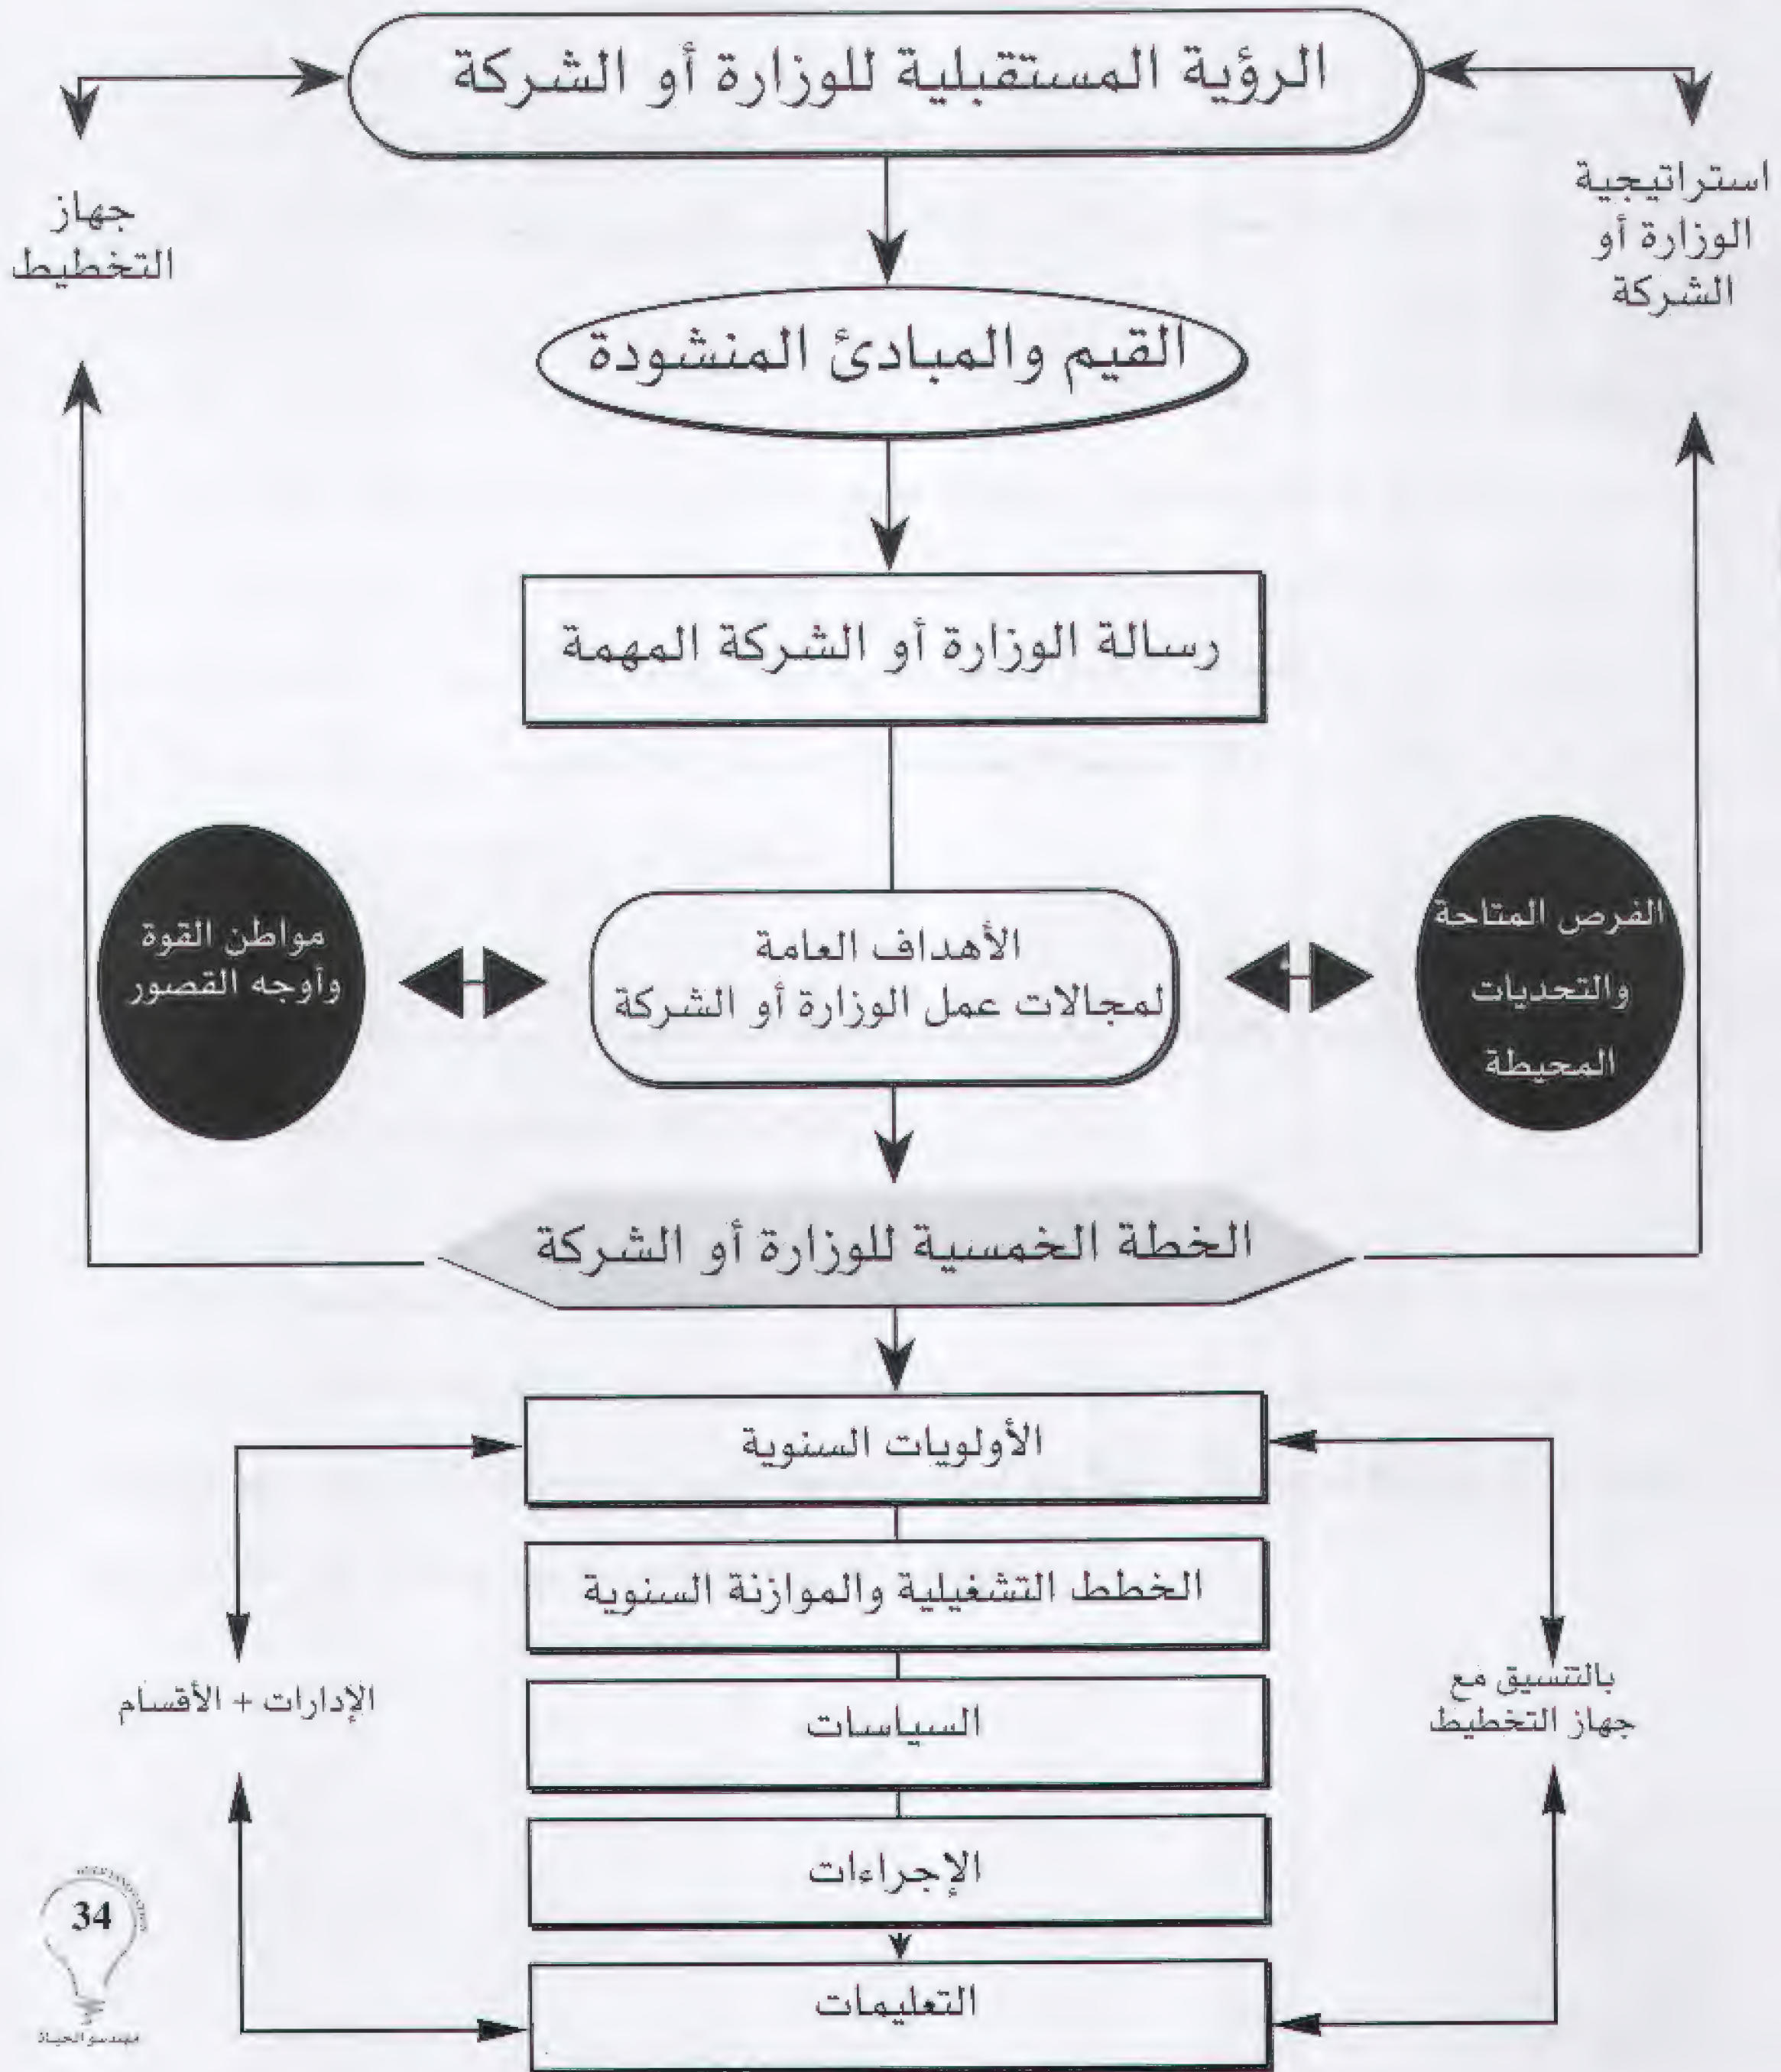 الرؤية المستقبلية للوزارة أو الشركة
استراتيجية
الوزارة أو
الشركة
جهاز
التخطيط
القيم والمبادئ المنشودة
رسالة الوزارة أو الشركة المهمة
الفرص المتاحة
والتحديات
المحيطة
الأهداف العامة
لمجالات عمل الوزارة أو الشركة
مواطن القوة
وأوجه القصور
الخطة الخمسية للوزارة أو الشركة
الأولويات السنوية
الخطط التشغيلية والموازنة السنوية
بالتنسيق مع
جهاز التخطيط
الإدارات + الأقسام
السياسات
الإجراءات
التعليمات
34
مهندسو الحياة